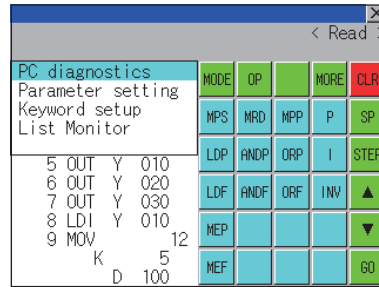 X
< Read >
PC diagnostics
Parameter setting
Keyword setup
List Monitor
5 OUT Y 010
6 OUT Y 020
7 OUT Y 030
8 LDI Y 010
9 MOV 12
K 5
D 100
MODE OP MORE CLR
MPS MRD MPP P SP
LDP ANDP ORP I STEP
LDF ANDF ORF INV ▲
MEP ▼
MEF GO